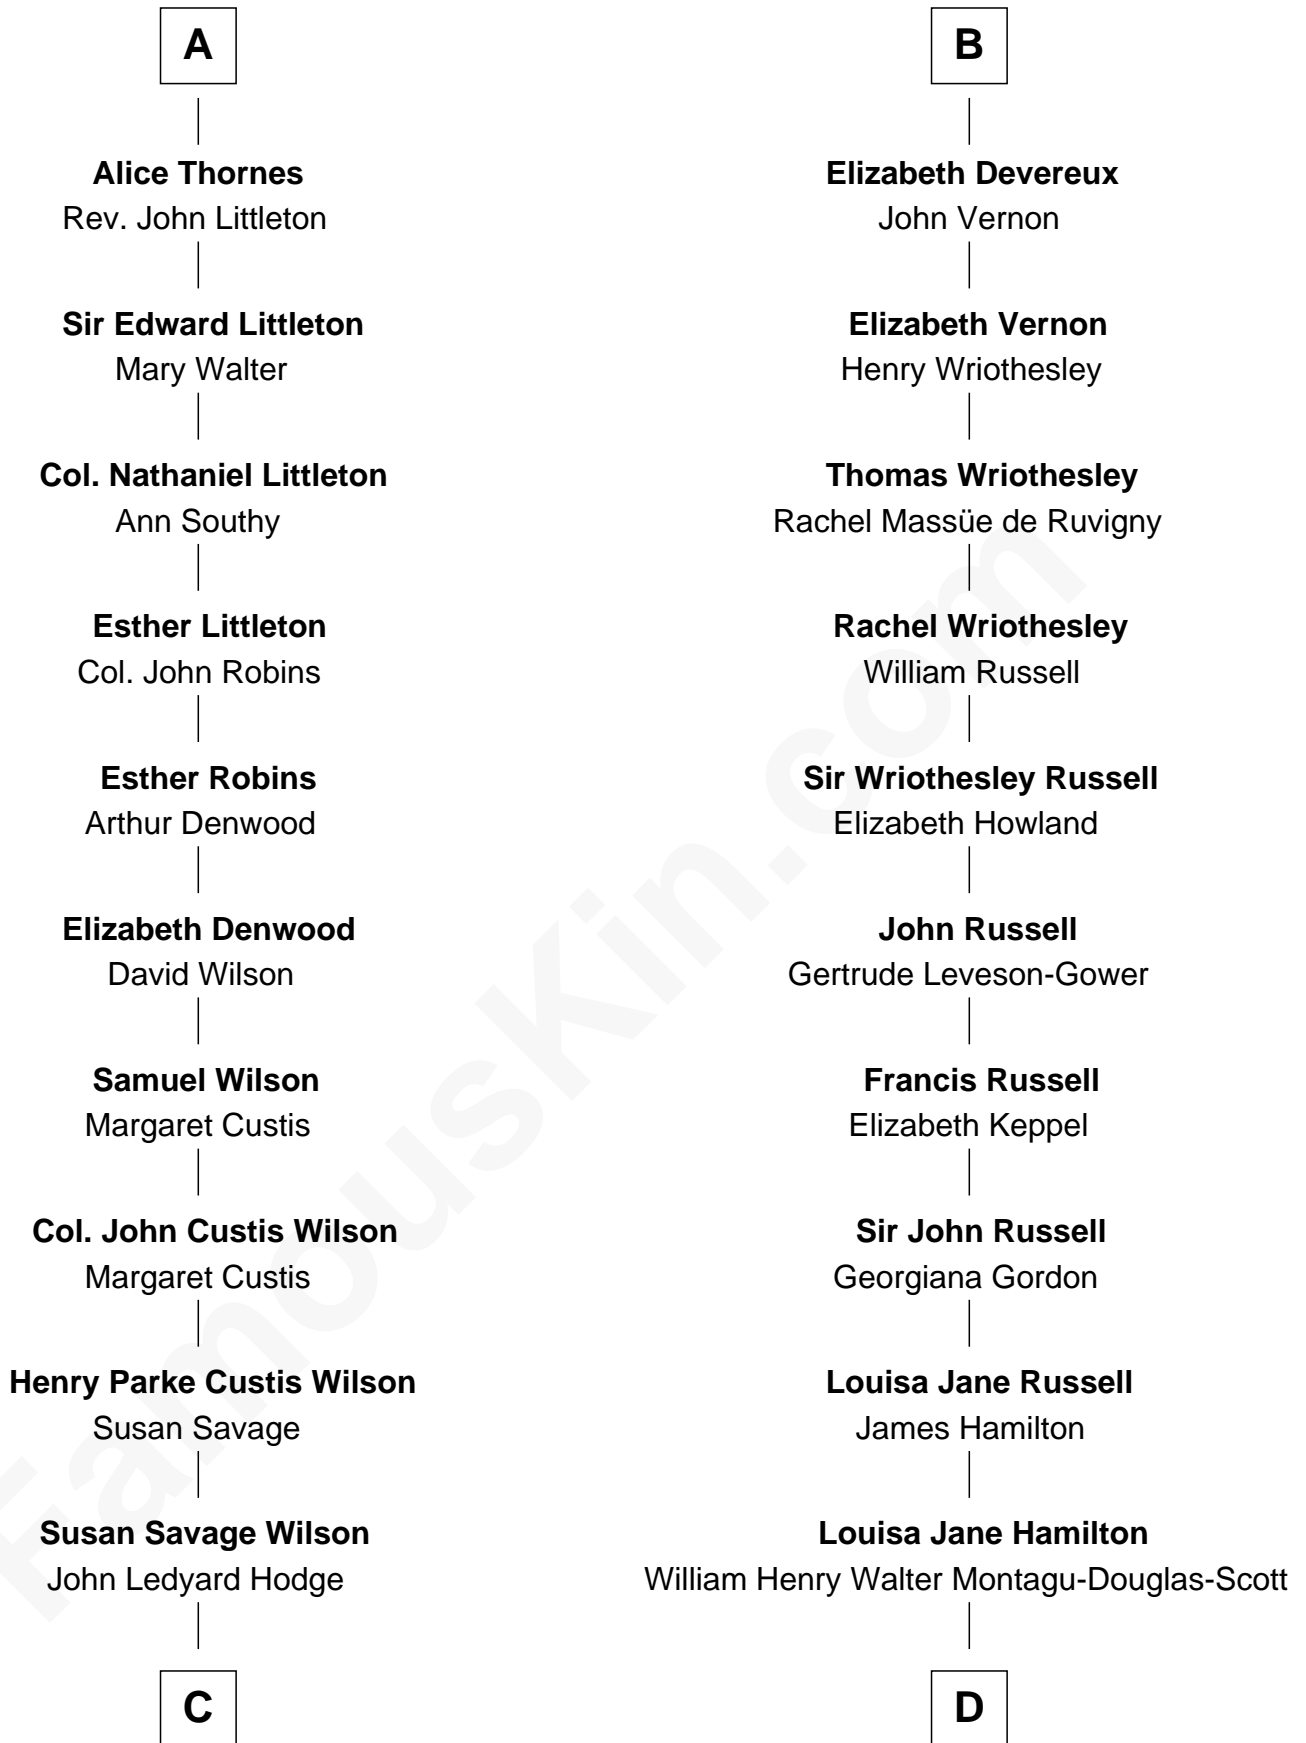 A
Alice Thornes
Rev. John Littleton
Sir Edward Littleton
Mary Walter
Col. Nathaniel Littleton
Ann Southy
Esther Littleton
Col. John Robins
Esther Robins
Arthur Denwood
Elizabeth Denwood
David Wilson
Samuel Wilson
Margaret Custis
Col. John Custis Wilson
Margaret Custis
Henry Parke Custis Wilson
Susan Savage
Susan Savage Wilson
John Ledyard Hodge
C
B
Elizabeth Devereux
John Vernon
Elizabeth Vernon
Henry Wriothesley
Thomas Wriothesley
Rachel Massüe de Ruvigny
Rachel Wriothesley
William Russell
Sir Wriothesley Russell
Elizabeth Howland
John Russell
Gertrude Leveson-Gower
Francis Russell
Elizabeth Keppel
Sir John Russell
Georgiana Gordon
Louisa Jane Russell
James Hamilton
Louisa Jane Hamilton
William Henry Walter Montagu-Douglas-Scott
D
FamousKin.com